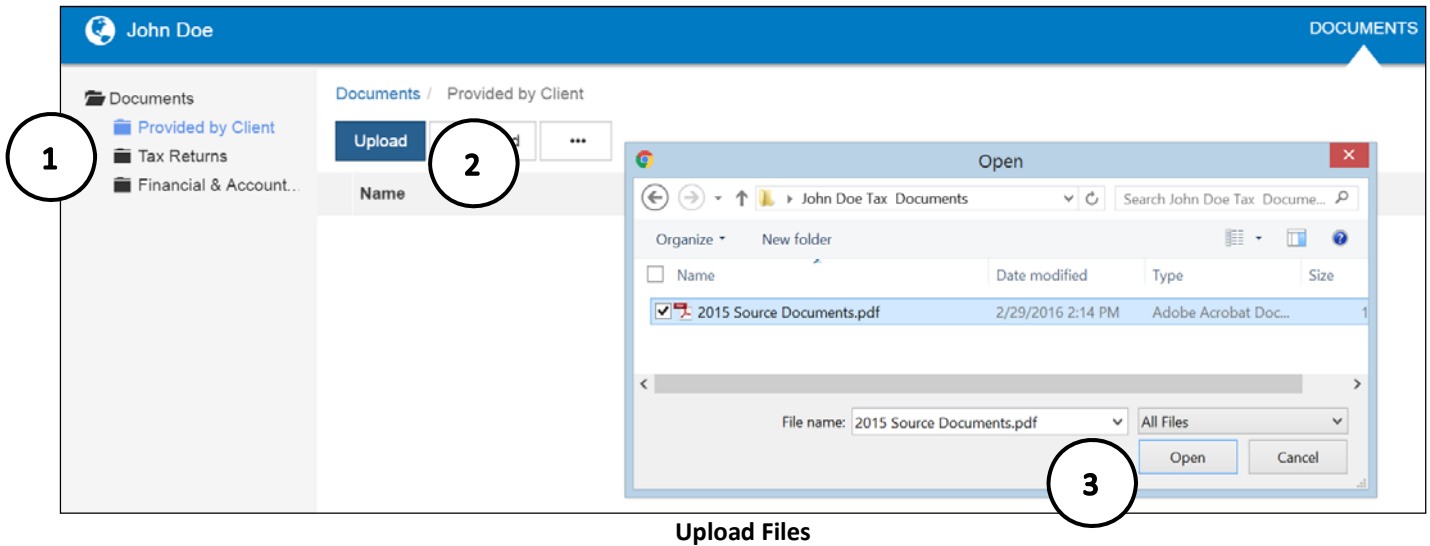 John Doe
DOCUMENTS
Documents
Provided by Client
Tax Returns
Financial & Account...
1
Documents / Provided by Client
Upload
2
•••
Name
Open
John Doe Tax Documents
Search John Doe Tax Docume...
Organize
New folder
Name Date modified Type Size
2015 Source Documents.pdf 2/29/2016 2:14 PM Adobe Acrobat Doc... 1
File name: 2015 Source Documents.pdf All Files
Open Cancel
3
Upload Files